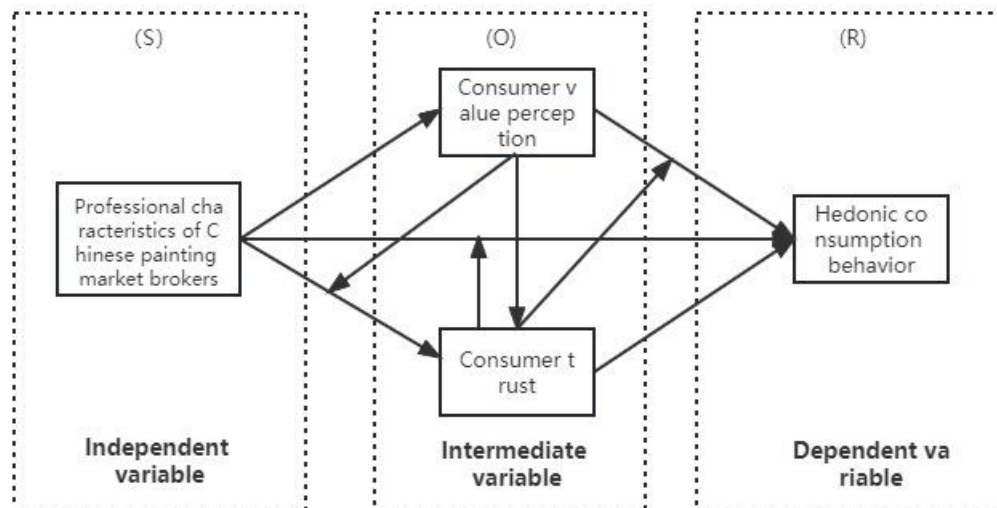 (S)
(O)
(R)
Consumer v
alue percep
tion
Professional cha
racteristics of C
hinese painting
market brokers
Hedonic co
nsumption
behavior
Consumer t
rust
Independent
variable
Intermediate
variable
Dependent va
riable